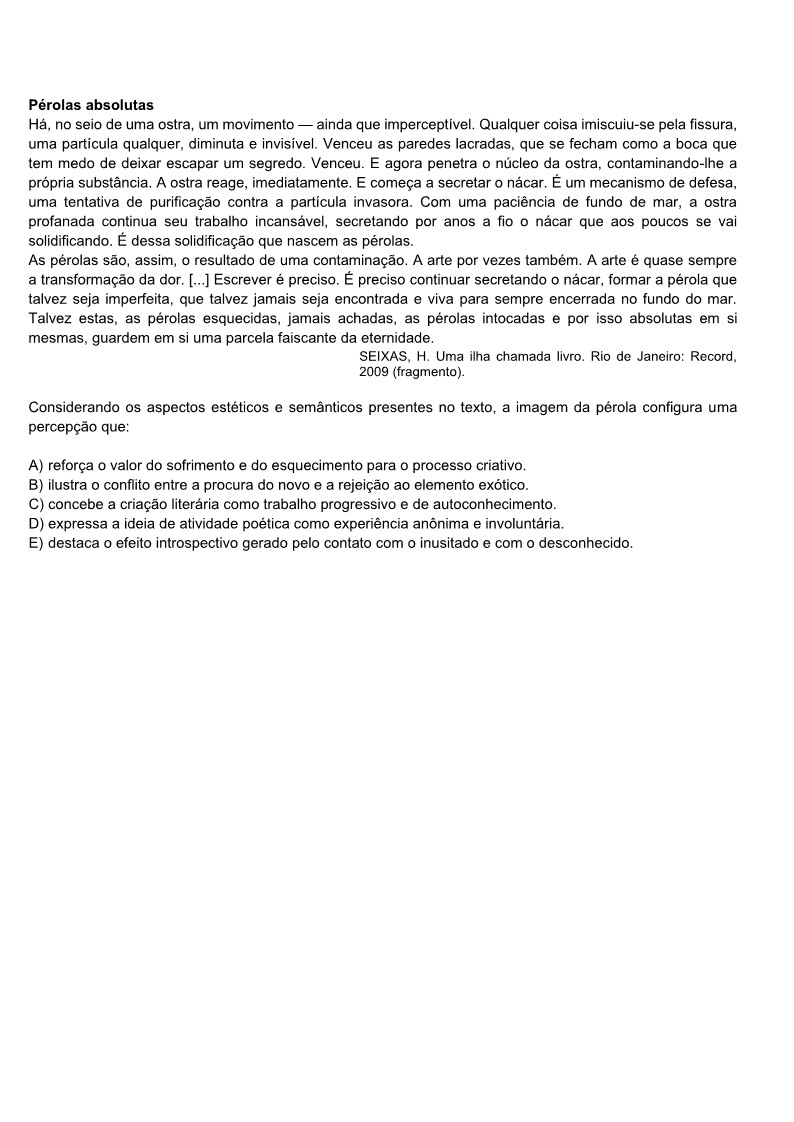 Pérolas absolutas
Há, no seio de uma ostra, um movimento — ainda que imperceptível. Qualquer coisa imiscuiu-se pela fissura,
uma partícula qualquer, diminuta e invisível. Venceu as paredes lacradas, que se fecham como a boca que
tem medo de deixar escapar um segredo. Venceu. E agora penetra o núcleo da ostra, contaminando-lhe a
própria substância. A ostra reage, imediatamente. E começa a secretar o nácar. É um mecanismo de defesa,
uma tentativa de purificação contra a partícula invasora. Com uma paciência de fundo de mar, a ostra
profanada continua seu trabalho incansável, secretando por anos a fio o nácar que aos poucos se vai
solidificando. É dessa solidificação que nascem as pérolas.
As pérolas são, assim, o resultado de uma contaminação. A arte por vezes também. A arte é quase sempre
a transformação da dor. [...] Escrever é preciso. É preciso continuar secretando o nácar, formar a pérola que
talvez seja imperfeita, que talvez jamais seja encontrada e viva para sempre encerrada no fundo do mar.
Talvez estas, as pérolas esquecidas, jamais achadas, as pérolas intocadas e por isso absolutas em si
mesmas, guardem em si uma parcela faiscante da eternidade.
SEIXAS, H. Uma ilha chamada livro. Rio de Janeiro: Record,
2009 (fragmento).
Considerando os aspectos estéticos e semânticos presentes no texto, a imagem da pérola configura uma
percepção que:
A) reforça o valor do sofrimento e do esquecimento para o processo criativo.
B) ilustra o conflito entre a procura do novo e a rejeição ao elemento exótico.
C) concebe a criação literária como trabalho progressivo e de autoconhecimento.
D) expressa a ideia de atividade poética como experiência anônima e involuntária.
E) destaca o efeito introspectivo gerado pelo contato com o inusitado e com o desconhecido.